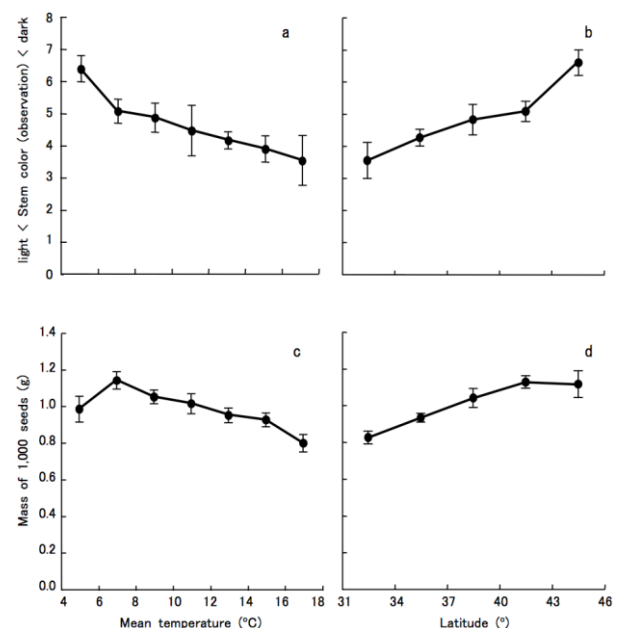 a
b
light < Stem color (observation) < dark
8
7
6
5
4
3
2
1
0
c
d
Mass of 1,000 seeds (g)
1.4
1.2
1.0
0.8
0.6
0.4
0.2
0.0
4 6 8 10 12 14 16 18
31 34 37 40 43 46
Mean temperature (°C)
Latitude (°)